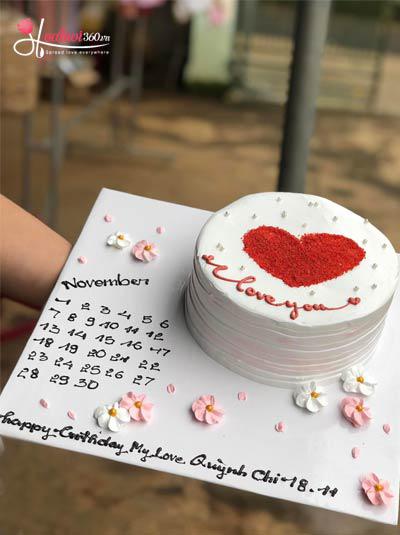 Hoatuoi360.vn
Spread love everywhere
I love you
November
1 2 3 4 5 6
7 8 9 10 11 12
13 14 15 16 17
18 19 20 21 22
23 24 25 26 27
28 29 30
happy-birthday My Love Quỳnh Chi-18.11